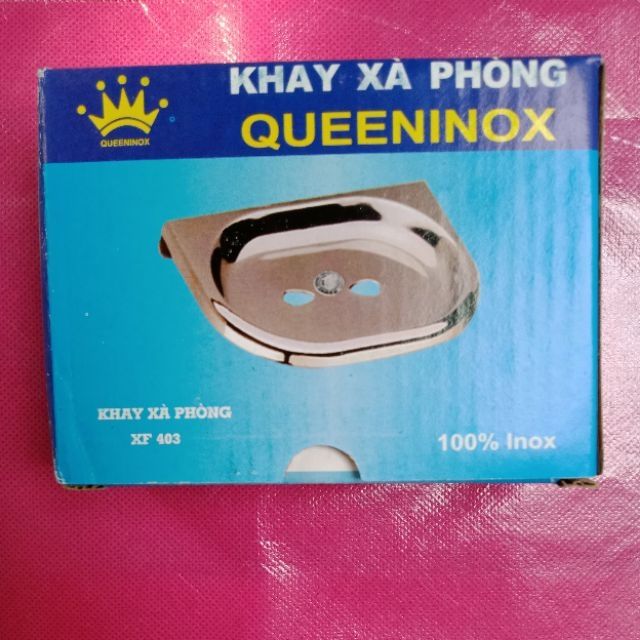 KHAY XÀ PHÒNG
QUEENINOX
QUEENINOX
KHAY XÀ PHÒNG
XF 403
100% Inox